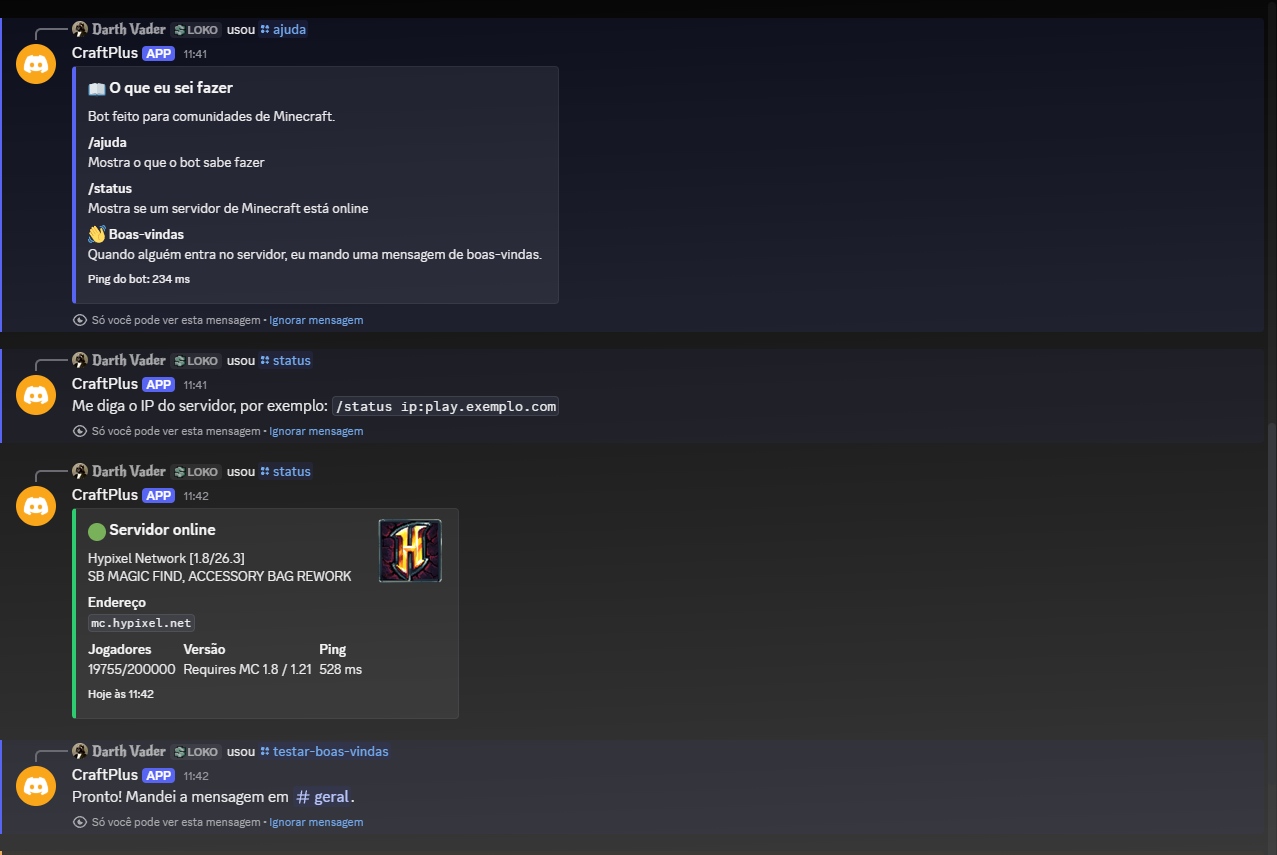 Darth Vader LOKO usou ajuda
CraftPlus APP 11:41
📖 O que eu sei fazer
Bot feito para comunidades de Minecraft.
/ajuda
Mostra o que o bot sabe fazer
/status
Mostra se um servidor de Minecraft está online
👋 Boas-vindas
Quando alguém entra no servidor, eu mando uma mensagem de boas-vindas.
Ping do bot: 234 ms
Só você pode ver esta mensagem • Ignorar mensagem
Darth Vader LOKO usou status
CraftPlus APP 11:41
Me diga o IP do servidor, por exemplo: /status ip:play.exemplo.com
Só você pode ver esta mensagem • Ignorar mensagem
Darth Vader LOKO usou status
CraftPlus APP 11:42
🟢 Servidor online
H
Hypixel Network [1.8/26.3]
SB MAGIC FIND, ACCESSORY BAG REWORK
Endereço
mc.hypixel.net
Jogadores Versão Ping
19755/200000 Requires MC 1.8 / 1.21 528 ms
Hoje às 11:42
Darth Vader LOKO usou testar-boas-vindas
CraftPlus APP 11:42
Pronto! Mandei a mensagem em # geral.
Só você pode ver esta mensagem • Ignorar mensagem